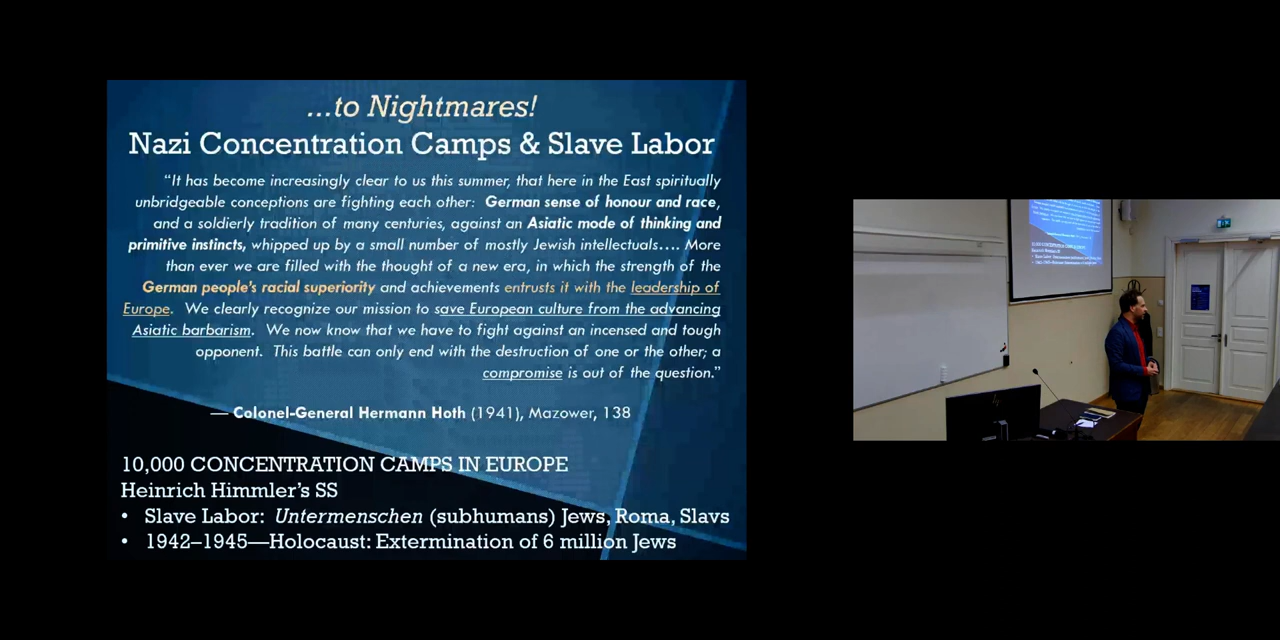 ...to Nightmares!
Nazi Concentration Camps & Slave Labor
“It has become increasingly clear to us this summer, that here in the East spiritually
unbridgeable conceptions are fighting each other:  German sense of honour and race,
and a soldierly tradition of many centuries, against an Asiatic mode of thinking and
primitive instincts, whipped up by a small number of mostly Jewish intellectuals.... More
than ever we are filled with the thought of a new era, in which the strength of the
German people’s racial superiority and achievements entrusts it with the leadership of
Europe.  We clearly recognize our mission to save European culture from the advancing
Asiatic barbarism.  We now know that we have to fight against an incensed and tough
opponent.  This battle can only end with the destruction of one or the other; a
compromise is out of the question.”
— Colonel-General Hermann Hoth (1941), Mazower, 138
10,000 CONCENTRATION CAMPS IN EUROPE
Heinrich Himmler’s SS
• Slave Labor:  Untermenschen (subhumans) Jews, Roma, Slavs
• 1942–1945—Holocaust: Extermination of 6 million Jews